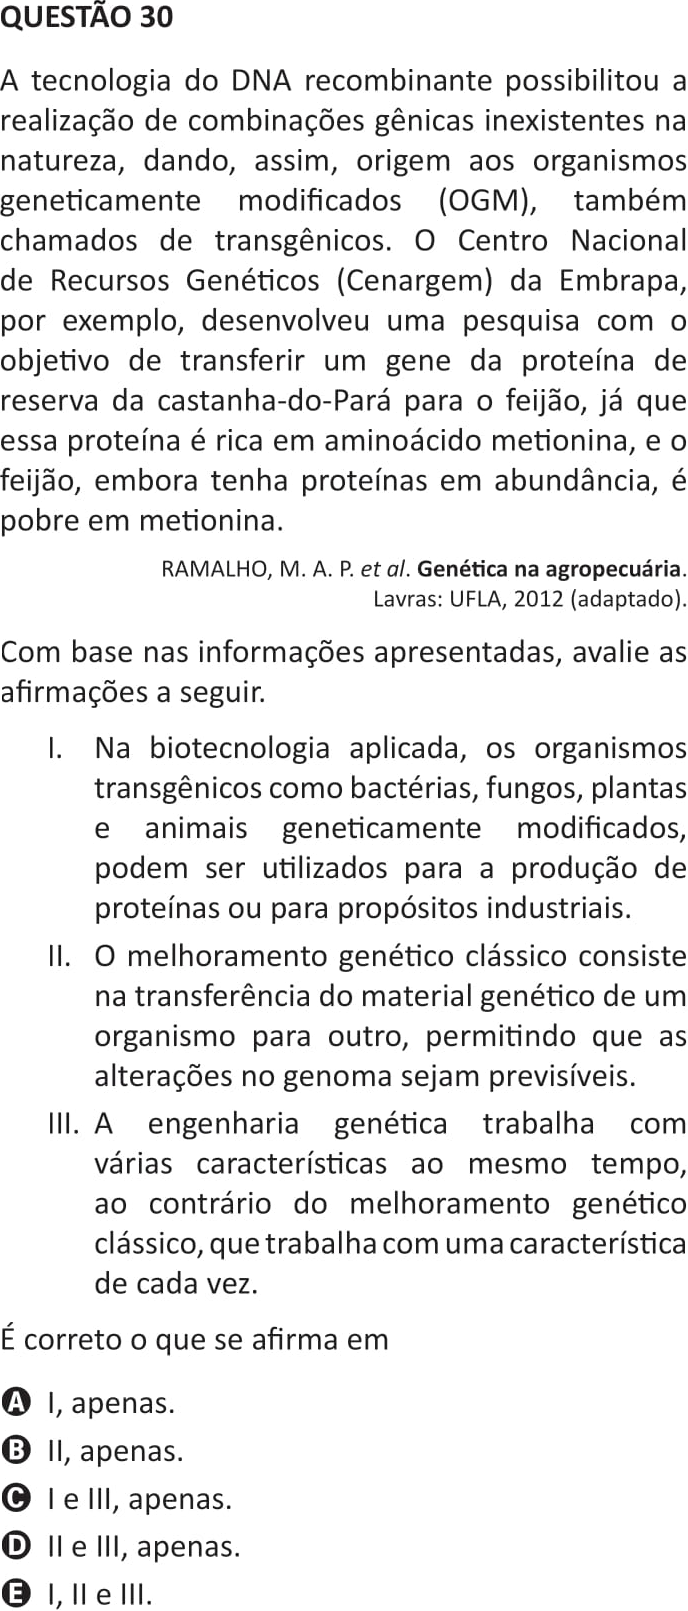 QUESTÃO 30
A tecnologia do DNA recombinante possibilitou a
realização de combinações gênicas inexistentes na
natureza, dando, assim, origem aos organismos
geneticamente modificados (OGM), também
chamados de transgênicos. O Centro Nacional
de Recursos Genéticos (Cenargem) da Embrapa,
por exemplo, desenvolveu uma pesquisa com o
objetivo de transferir um gene da proteína de
reserva da castanha-do-Pará para o feijão, já que
essa proteína é rica em aminoácido metionina, e o
feijão, embora tenha proteínas em abundância, é
pobre em metionina.
RAMALHO, M. A. P. et al. Genética na agropecuária.
Lavras: UFLA, 2012 (adaptado).
Com base nas informações apresentadas, avalie as
afirmações a seguir.
I. Na biotecnologia aplicada, os organismos
transgênicos como bactérias, fungos, plantas
e animais geneticamente modificados,
podem ser utilizados para a produção de
proteínas ou para propósitos industriais.
II. O melhoramento genético clássico consiste
na transferência do material genético de um
organismo para outro, permitindo que as
alterações no genoma sejam previsíveis.
III. A engenharia genética trabalha com
várias características ao mesmo tempo,
ao contrário do melhoramento genético
clássico, que trabalha com uma característica
de cada vez.
É correto o que se afirma em
A I, apenas.
B II, apenas.
C I e III, apenas.
D II e III, apenas.
E I, II e III.